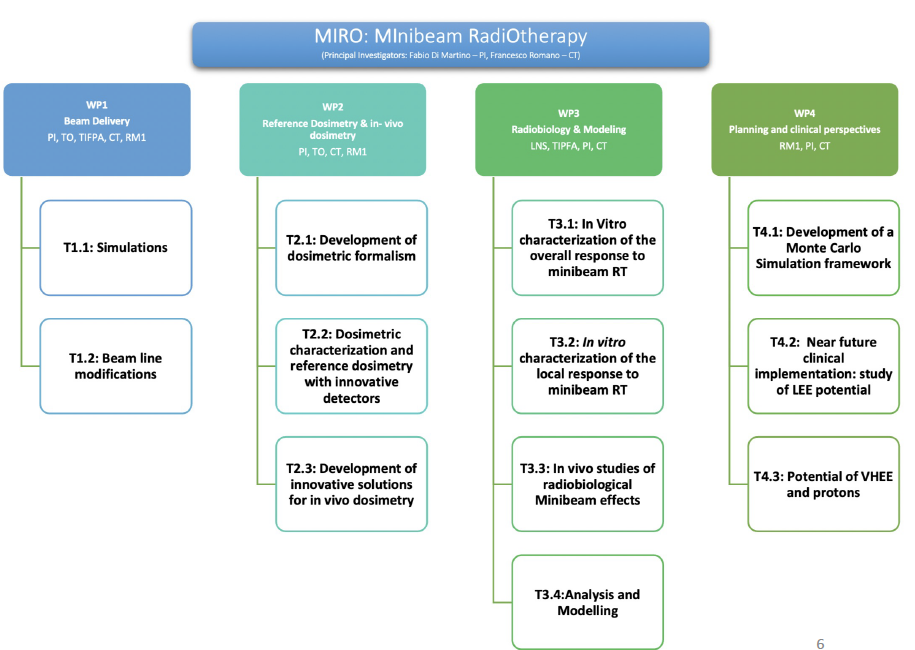 MIRO: MInibeam RadiOtherapy
(Principal Investigators: Fabio Di Martino – PI, Francesco Romano – CT)
WP1
Beam Delivery
PI, TO, TIFPA, CT, RM1
T1.1: Simulations
T1.2: Beam line
modifications
WP2
Reference Dosimetry & in- vivo
dosimetry
PI, TO, CT, RM1
T2.1: Development of
dosimetric formalism
T2.2: Dosimetric
characterization and
reference dosimetry
with innovative
detectors
T2.3: Development of
innovative solutions
for in vivo dosimetry
WP3
Radiobiology & Modeling
LNS, TIPFA, PI, CT
T3.1: In Vitro
characterization of the
overall response to
minibeam RT
T3.2: In vitro
characterization of the
local response to
minibeam RT
T3.3: In vivo studies of
radiobiological
Minibeam effects
T3.4:Analysis and
Modelling
WP4
Planning and clinical perspectives
RM1, PI, CT
T4.1: Development of a
Monte Carlo
Simulation framework
T4.2: Near future
clinical
implementation: study
of LEE potential
T4.3: Potential of VHEE
and protons
6